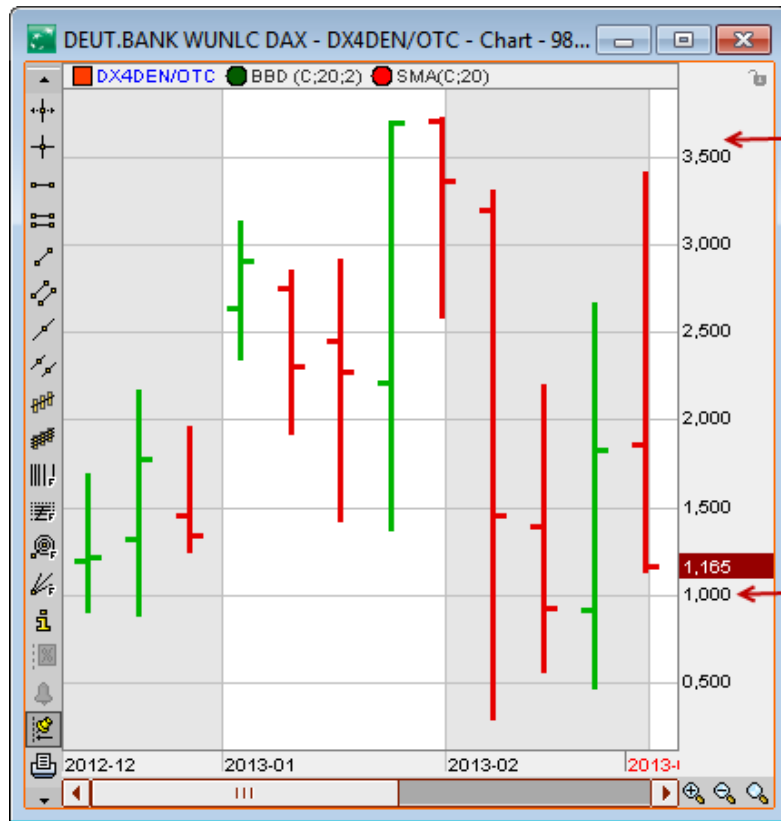 DEUT.BANK WUNLC DAX - DX4DEN/OTC - Chart - 98...
DX4DEN/OTC BBD (C;20;2) SMA(C;20)
3,500
3,000
2,500
2,000
1,500
1,165
1,000
0,500
2012-12 2013-01 2013-02 2013-